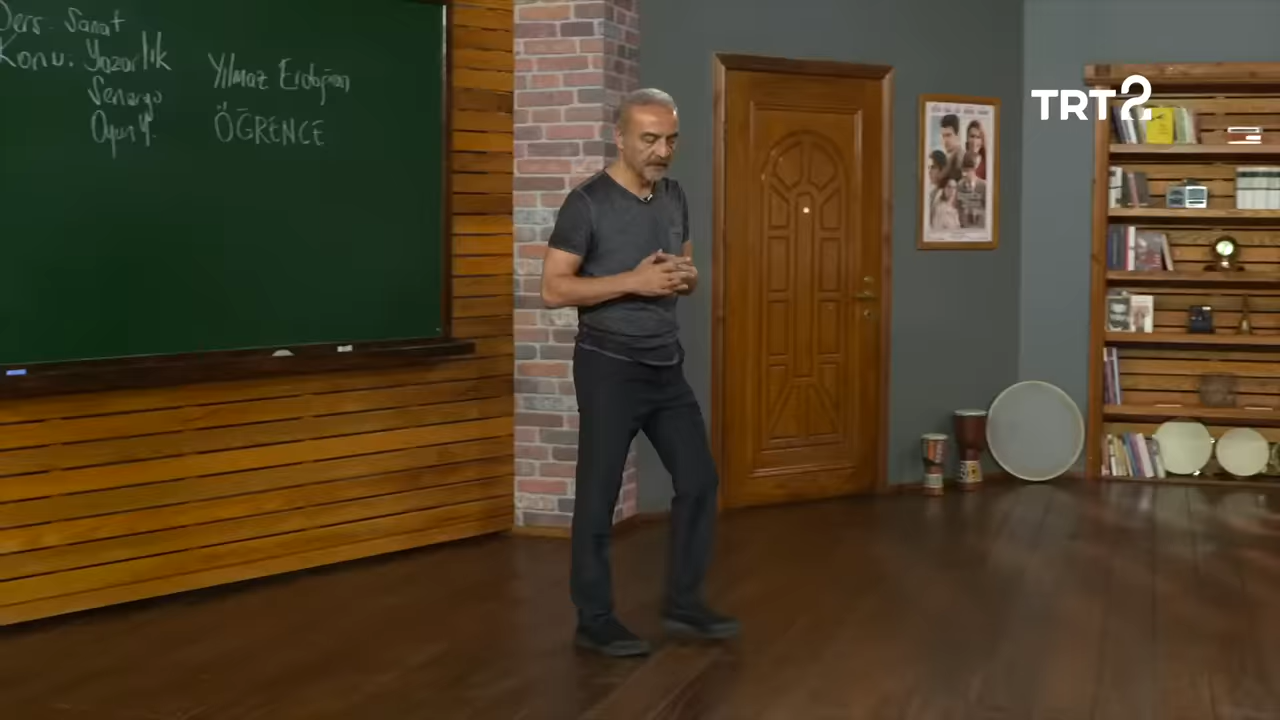 Ders. Sanat
Konu. Yazarlık
Senaryo
Oyun Y.
Yılmaz Erdoğan
ÖĞRENCE
TRT2